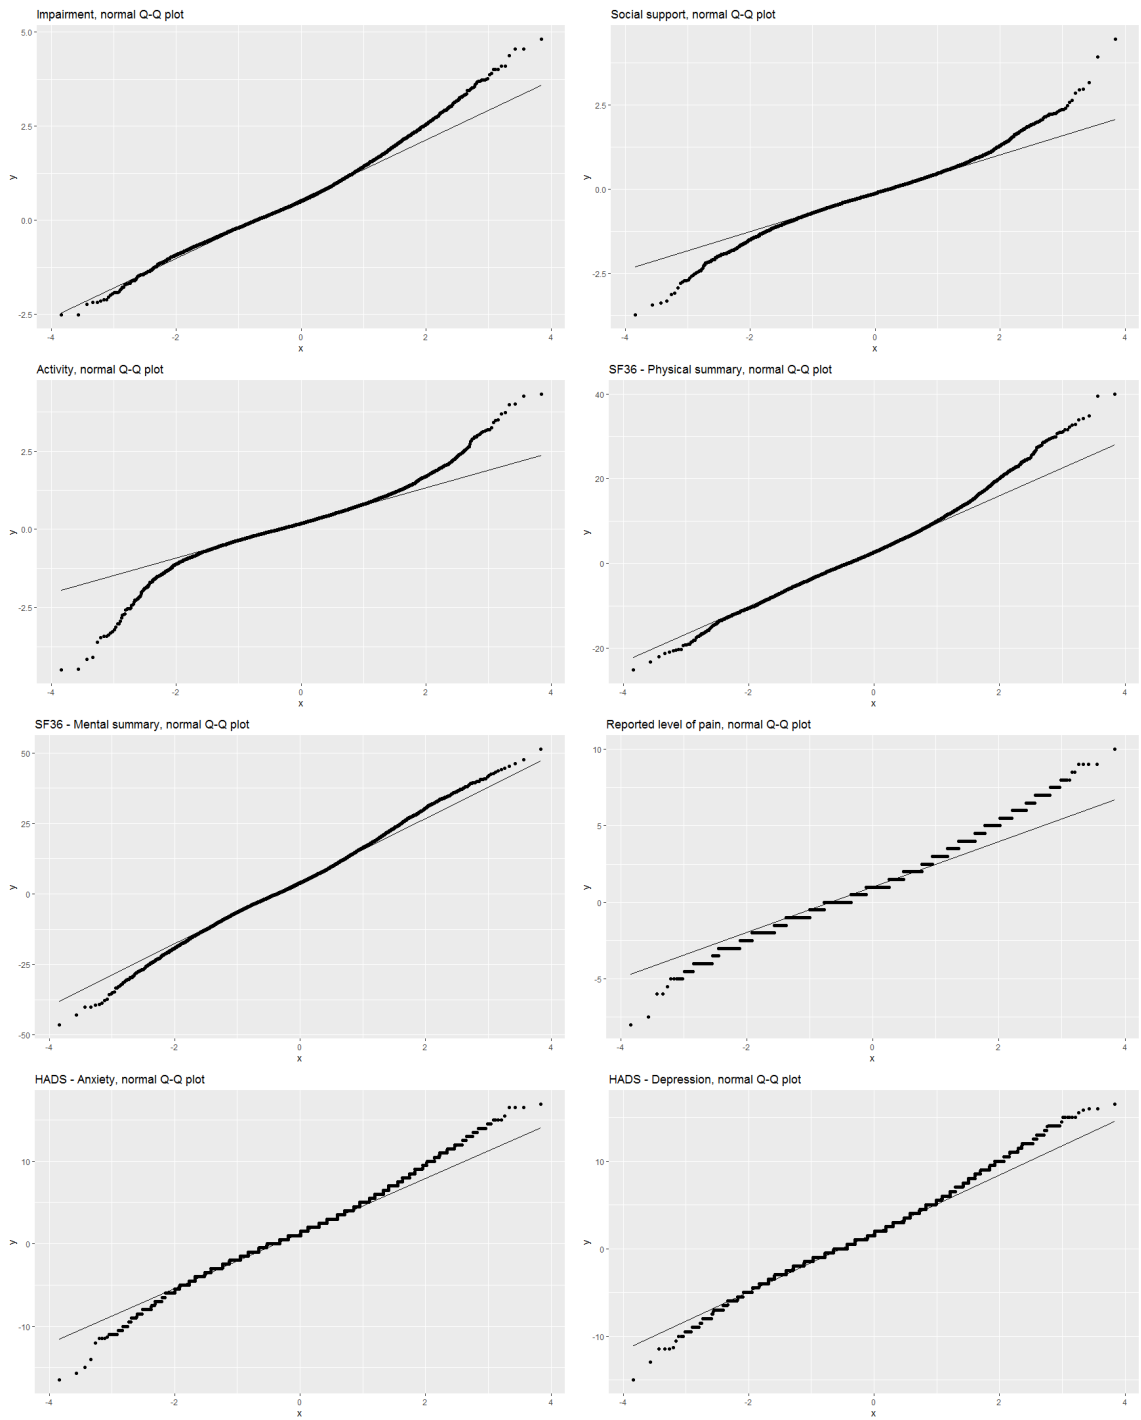 Impairment, normal Q-Q plot
5.0
2.5
0.0
-2.5
y
-4 -2 0 2 4
x
Social support, normal Q-Q plot
2.5
0.0
-2.5
y
-4 -2 0 2 4
x
Activity, normal Q-Q plot
2.5
0.0
-2.5
y
-4 -2 0 2 4
x
SF36 - Physical summary, normal Q-Q plot
40
20
0
-20
y
-4 -2 0 2 4
x
SF36 - Mental summary, normal Q-Q plot
50
25
0
-25
-50
y
-4 -2 0 2 4
x
Reported level of pain, normal Q-Q plot
10
5
0
-5
y
-4 -2 0 2 4
x
HADS - Anxiety, normal Q-Q plot
10
0
-10
y
-4 -2 0 2 4
x
HADS - Depression, normal Q-Q plot
10
0
-10
y
-4 -2 0 2 4
x